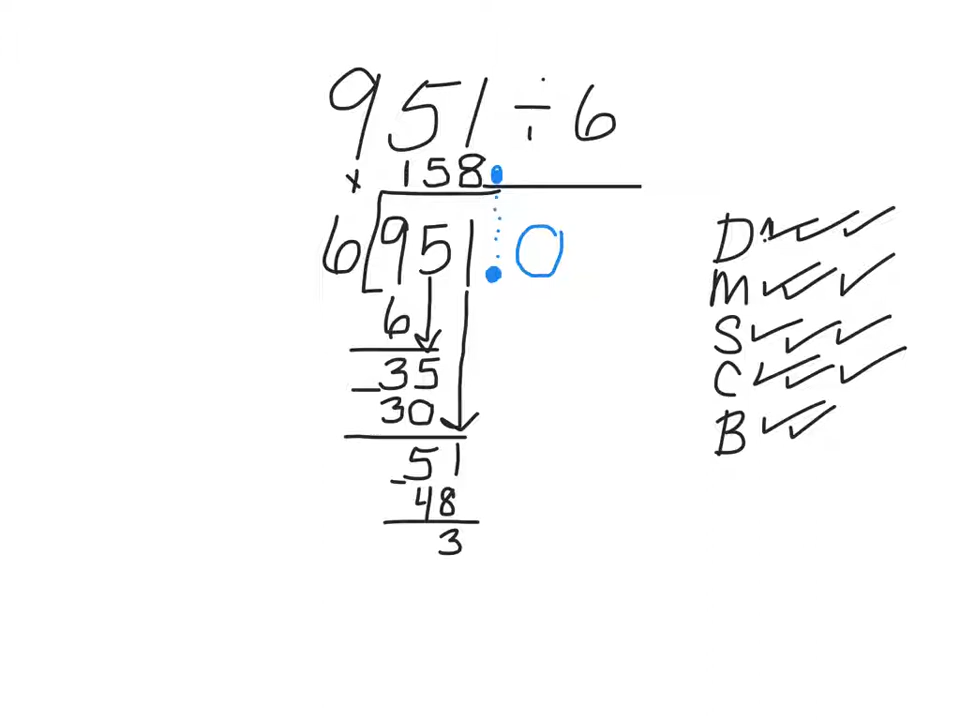 951 ÷ 6
x 158.
6 951.0
6
-35
30
-51
48
3
D ✓✓✓
M ✓✓✓
S ✓✓✓
C ✓✓✓
B ✓✓